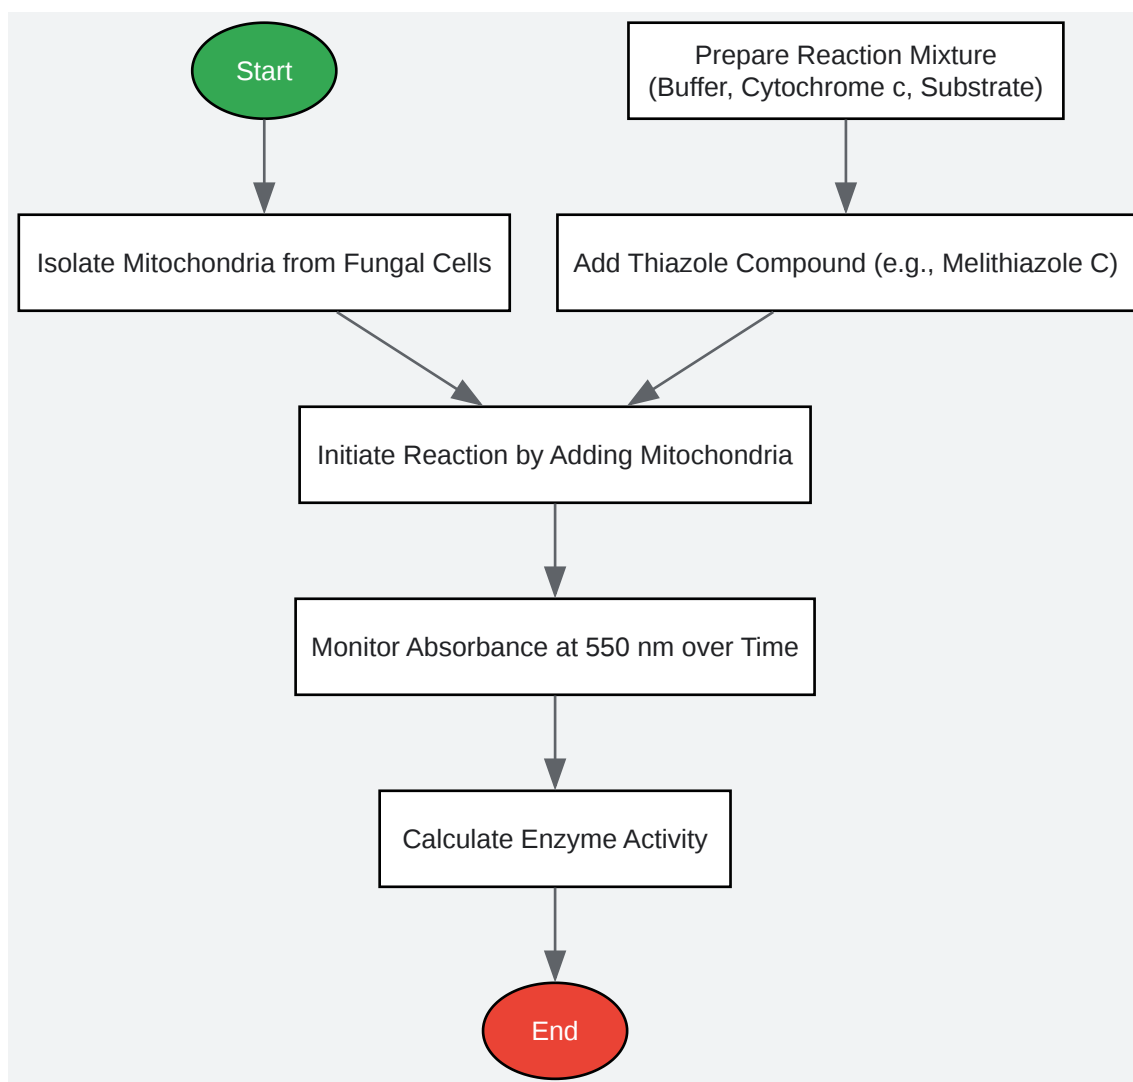 Start
Prepare Reaction Mixture
(Buffer, Cytochrome c, Substrate)
Isolate Mitochondria from Fungal Cells
Add Thiazole Compound (e.g., Melithiazole C)
Initiate Reaction by Adding Mitochondria
Monitor Absorbance at 550 nm over Time
Calculate Enzyme Activity
End